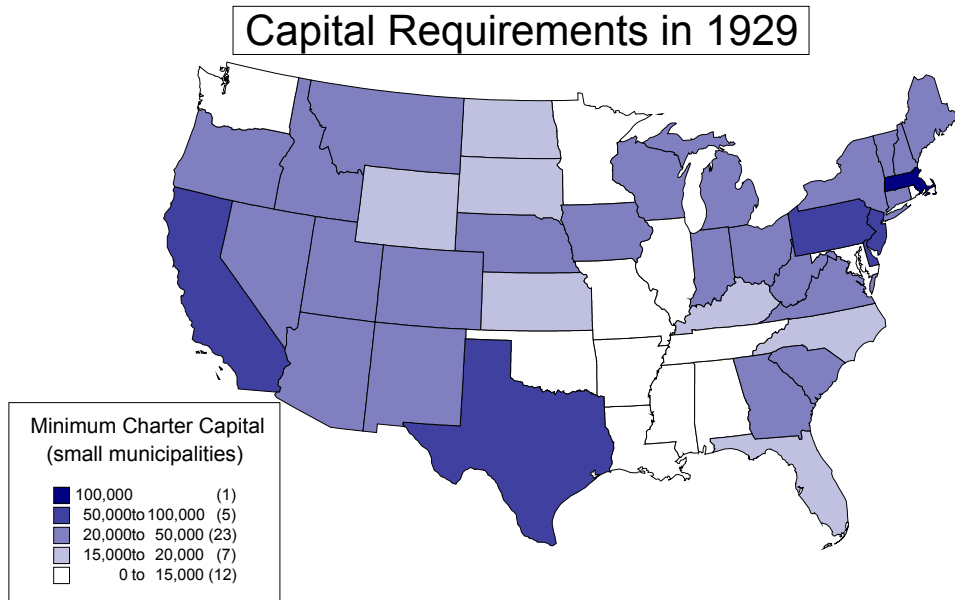 Capital Requirements in 1929
Minimum Charter Capital
(small municipalities)
100,000 (1)
50,000to 100,000 (5)
20,000to 50,000 (23)
15,000to 20,000 (7)
0 to 15,000 (12)